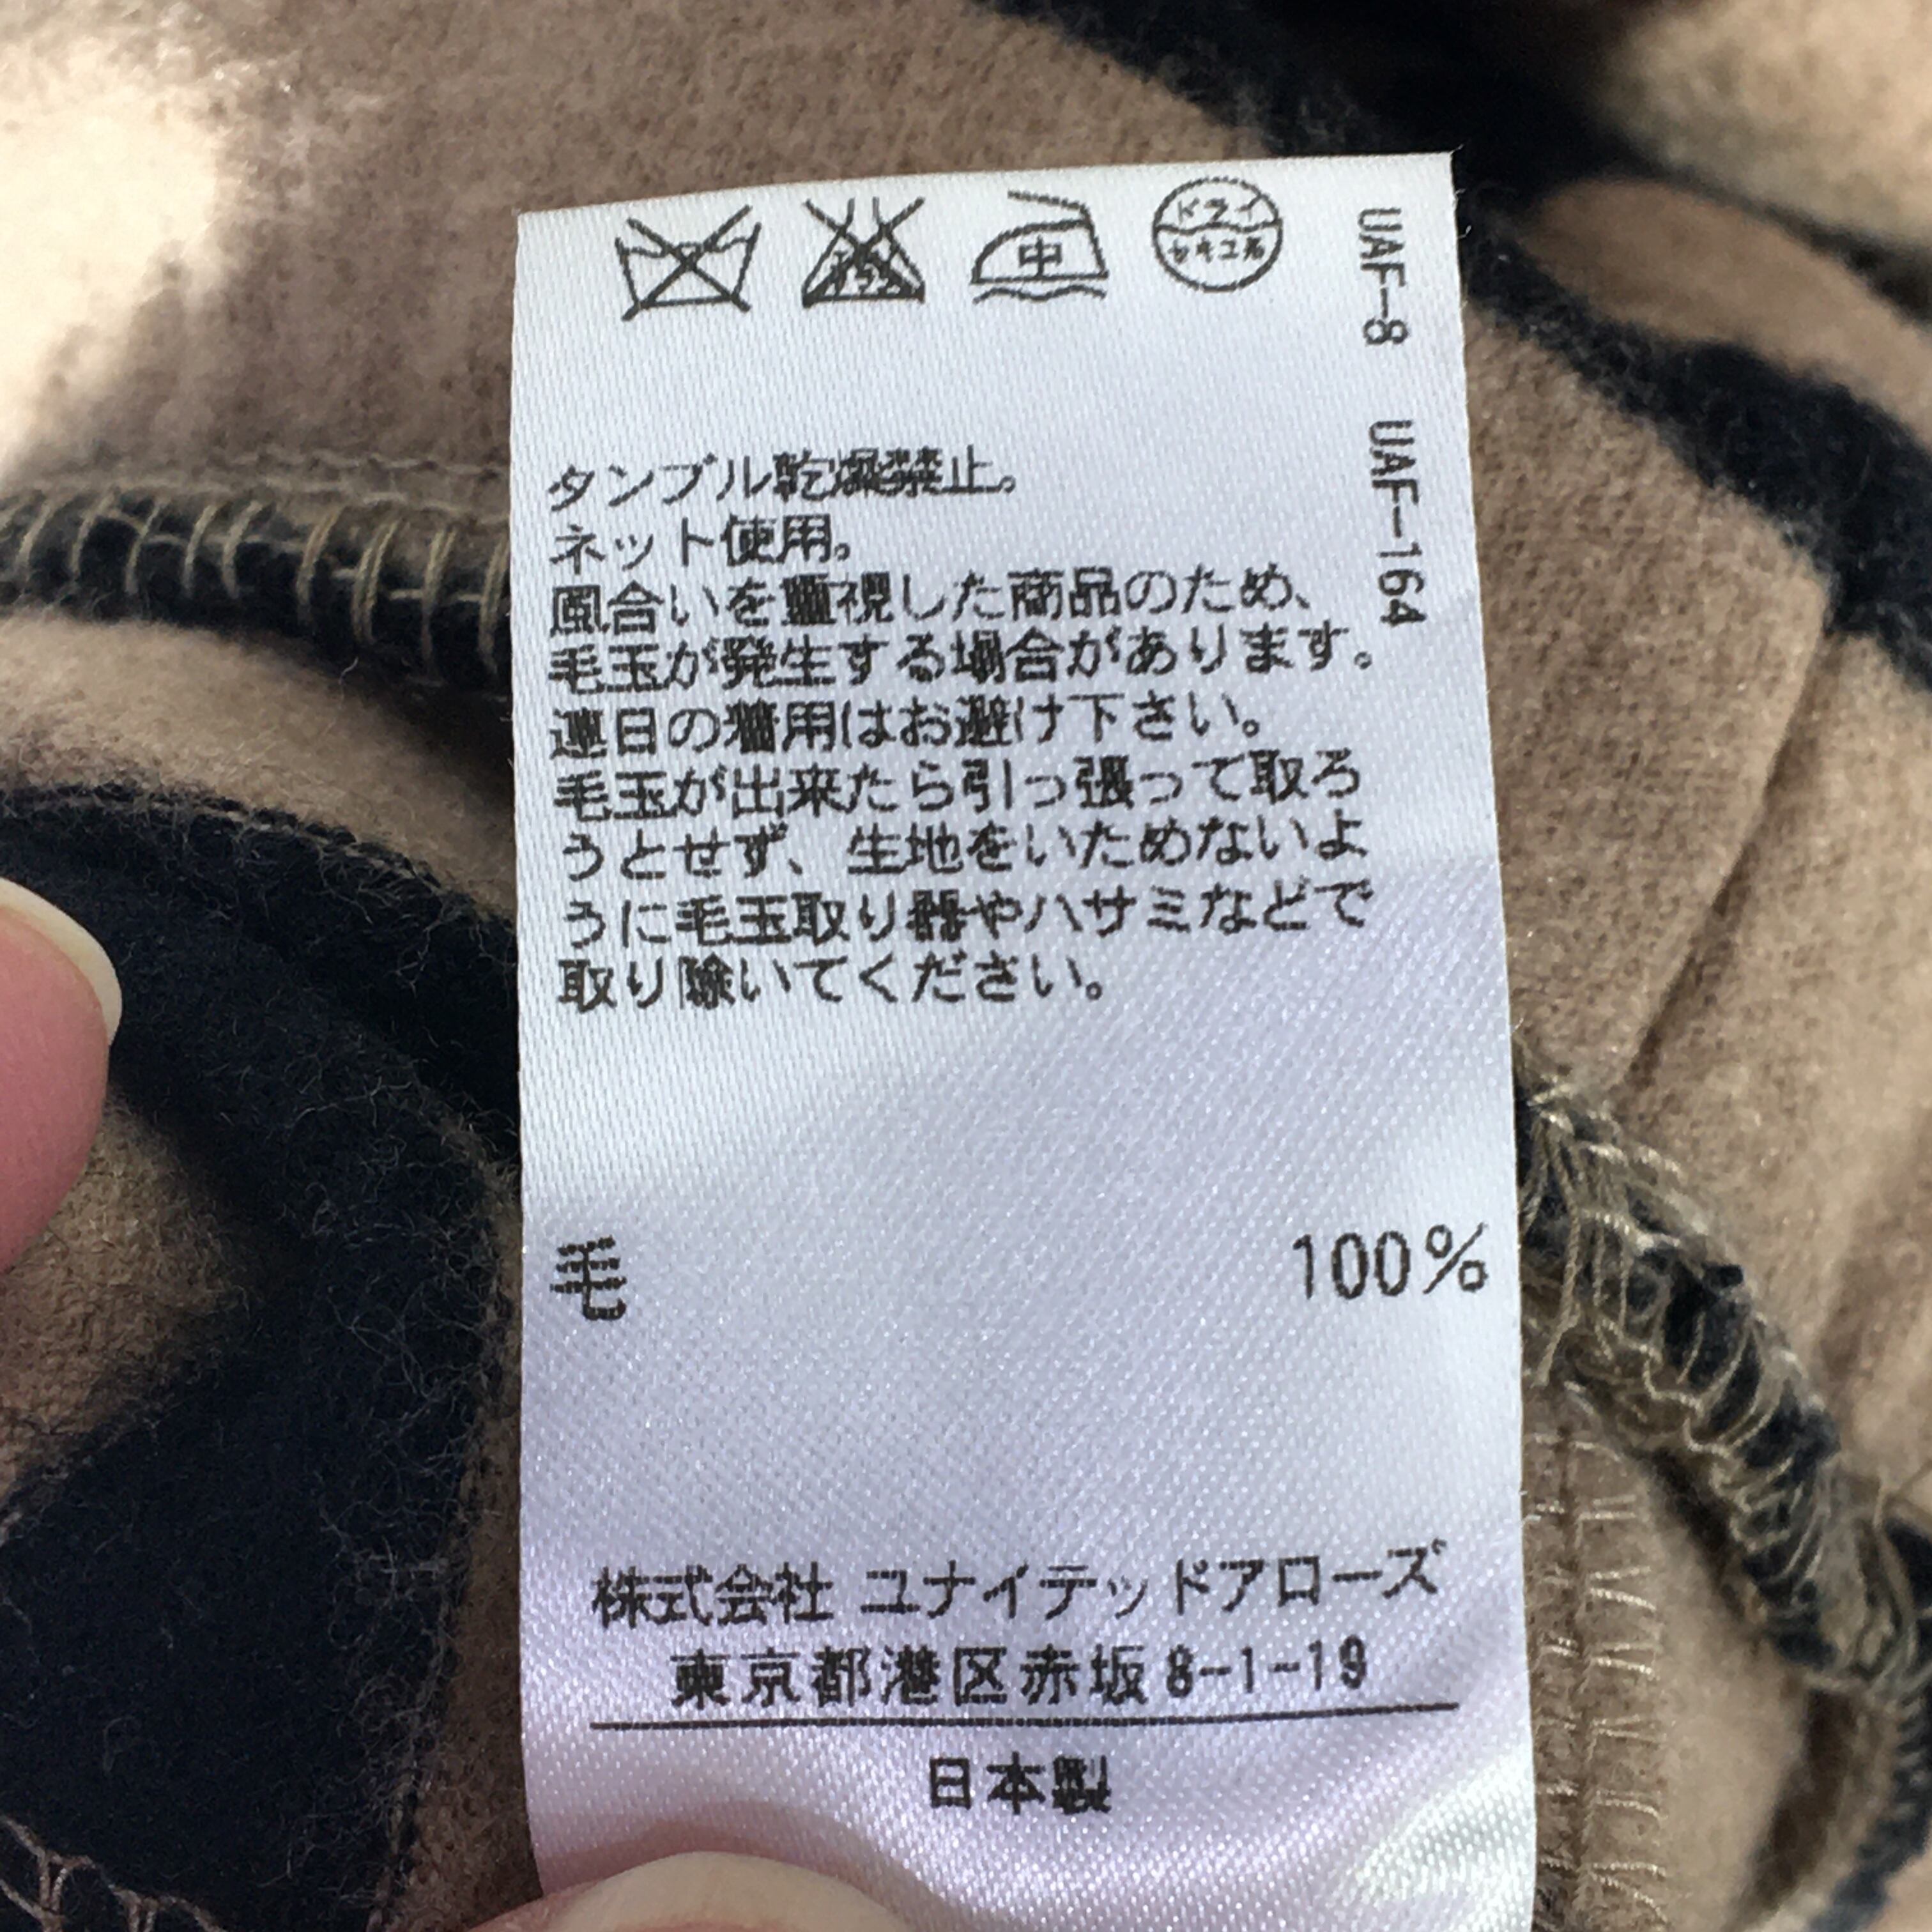 エンソサラシ
中
ドライ
セキユ系
UAF-8 UAF-164
タンブル乾燥禁止。
ネット使用。
風合いを重視した商品のため、
毛玉が発生する場合があります。
連日の着用はお避け下さい。
毛玉が出来たら引っ張って取ろ
うとせず、生地をいためないよ
うに毛玉取り器やハサミなどで
取り除いてください。
毛 100%
株式会社 ユナイテッドアローズ
東京都港区赤坂8-1-19
日本製